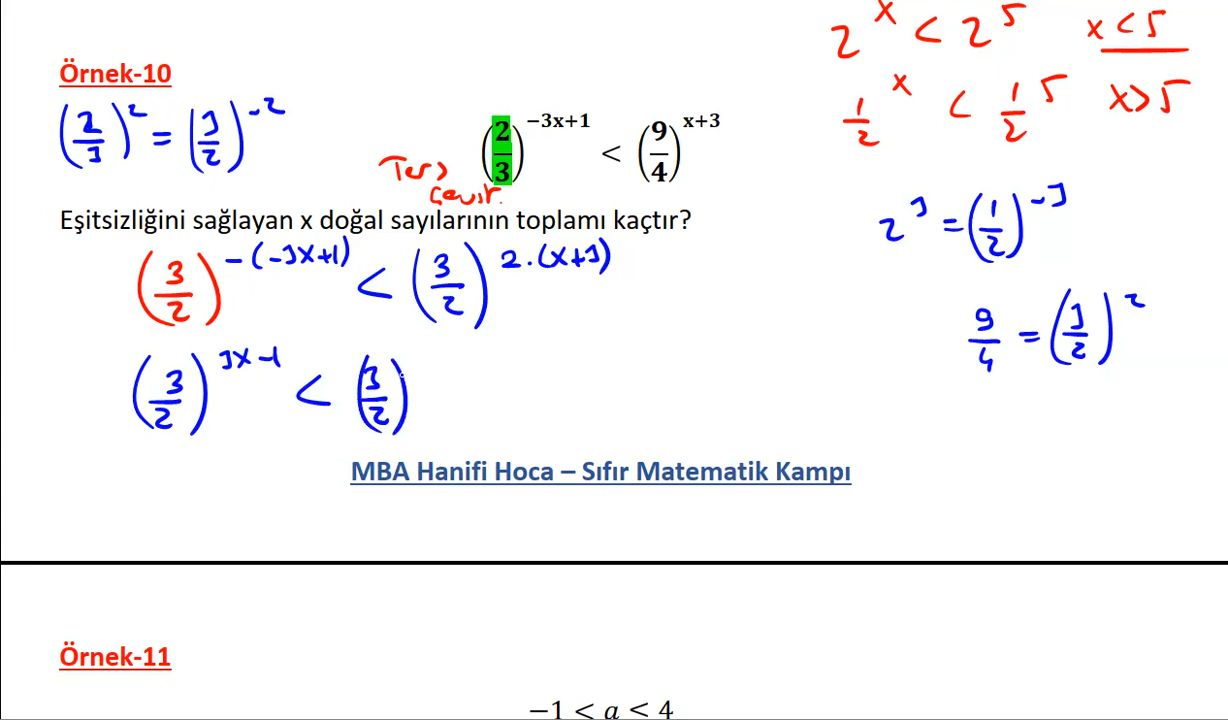 2^x < 2^5 x < 5
Örnek-10
(2/3)^2 = (3/2)^-2
(2/3)^−3x+1 < (9/4)^x+3
1/2^x < 1/2^5 x > 5
Ters
çevir.
Eşitsizliğini sağlayan x doğal sayılarının toplamı kaçtır?
2^3 = (1/2)^-3
(3/2)^-(-3x+1) < (3/2)^2.(x+3)
9/4 = (3/2)^2
(3/2)^3x-1 < (3/2)
MBA Hanifi Hoca – Sıfır Matematik Kampı
Örnek-11
−1 < a < 4